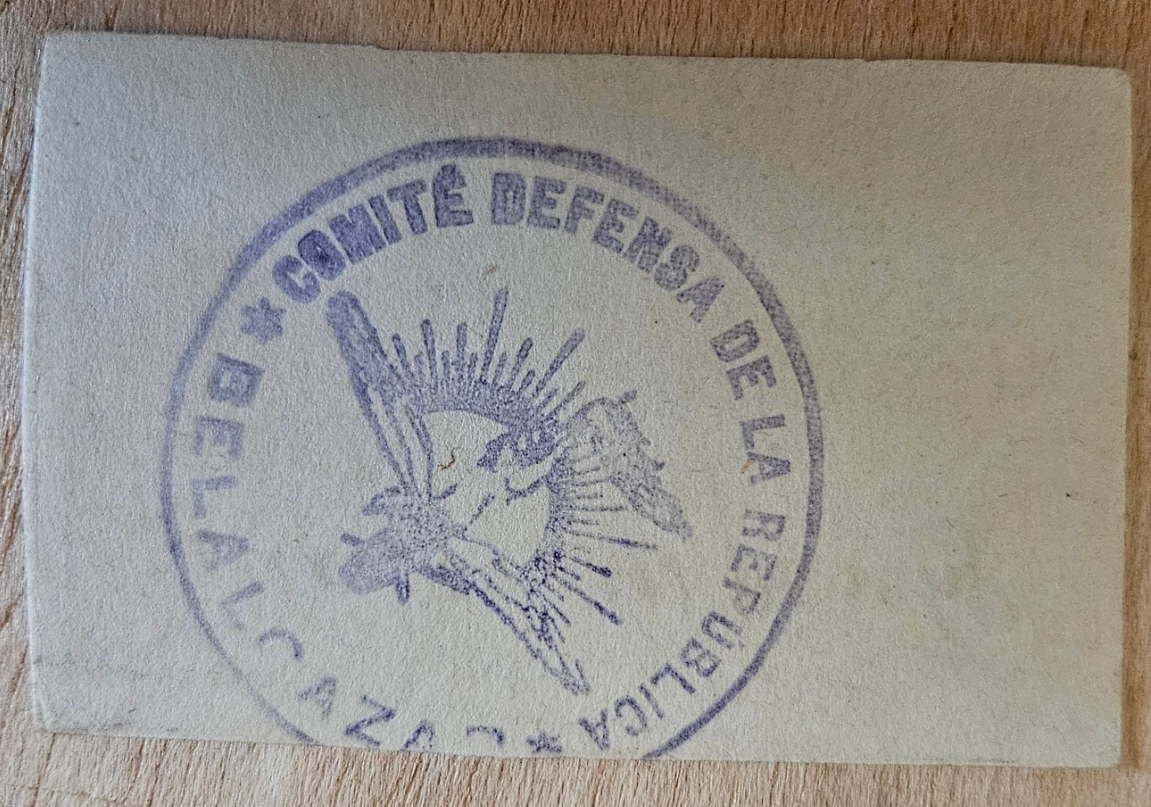 COMITÉ DEFENSA DE LA REPÚBLICA
* BELALCAZAR *